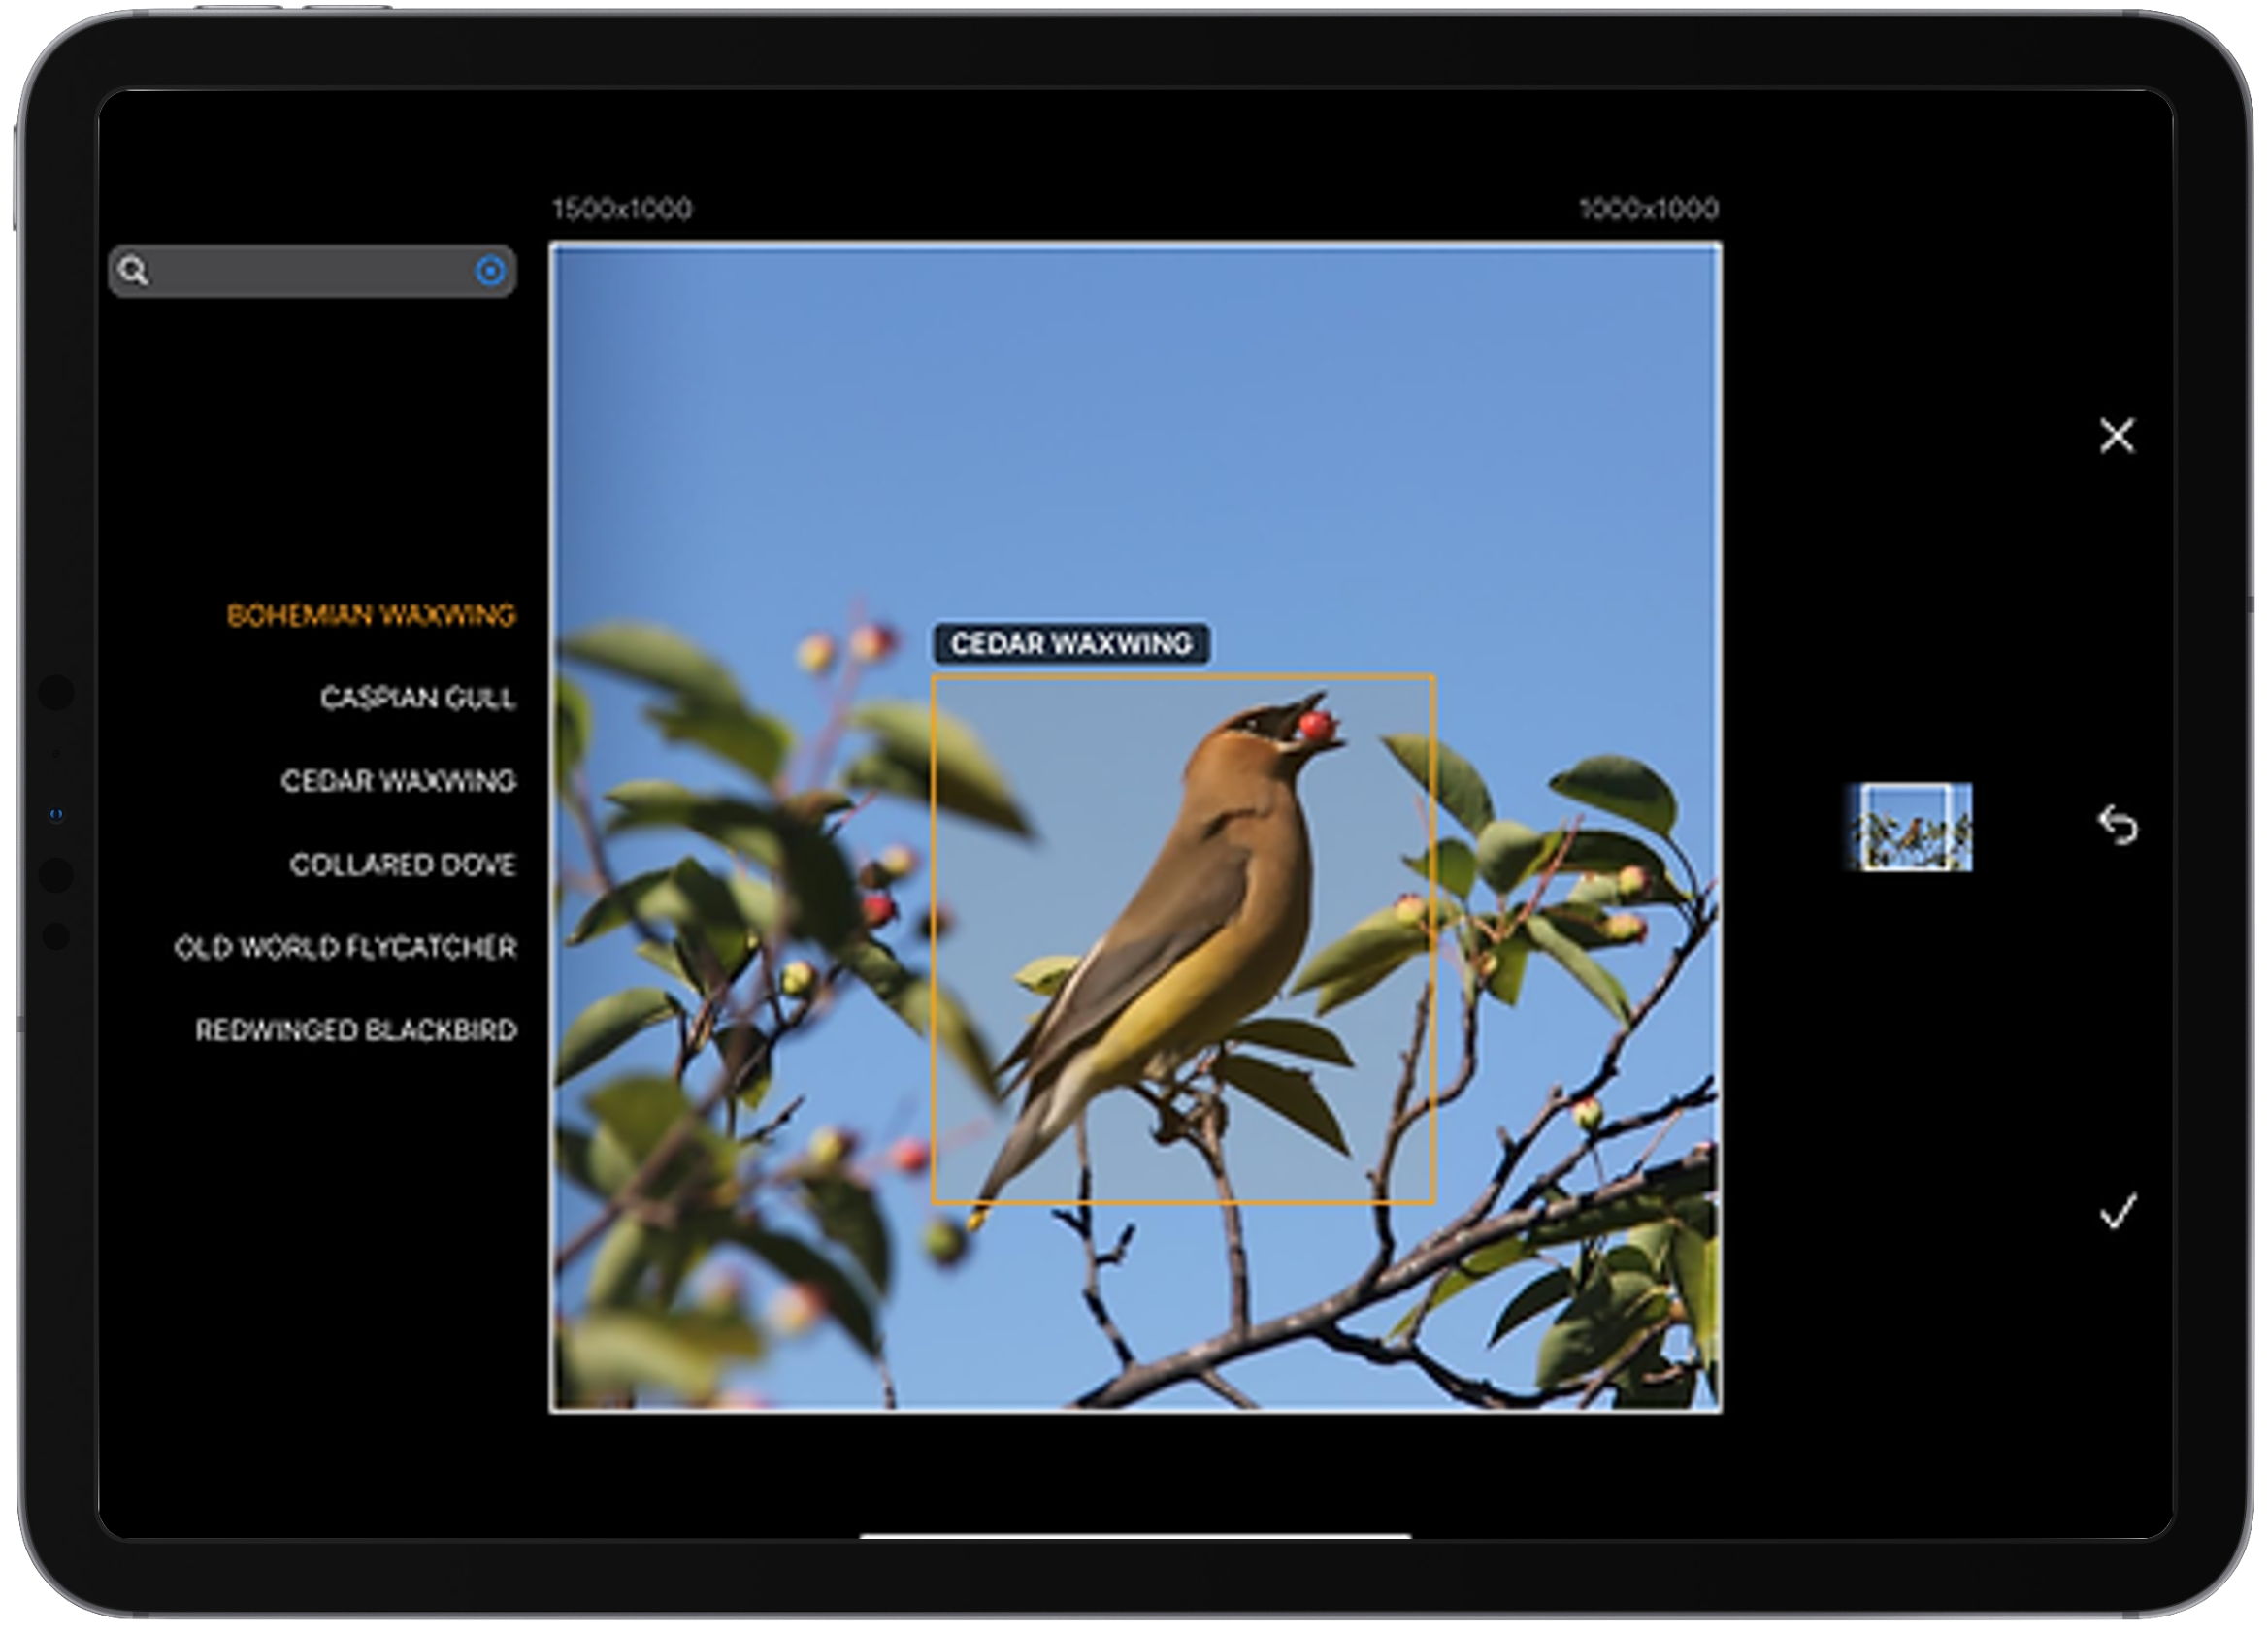 1500x1000
1000x1000
BOHEMIAN WAXWING
CASPIAN GULL
CEDAR WAXWING
COLLARED DOVE
OLD WORLD FLYCATCHER
REDWINGED BLACKBIRD
CEDAR WAXWING